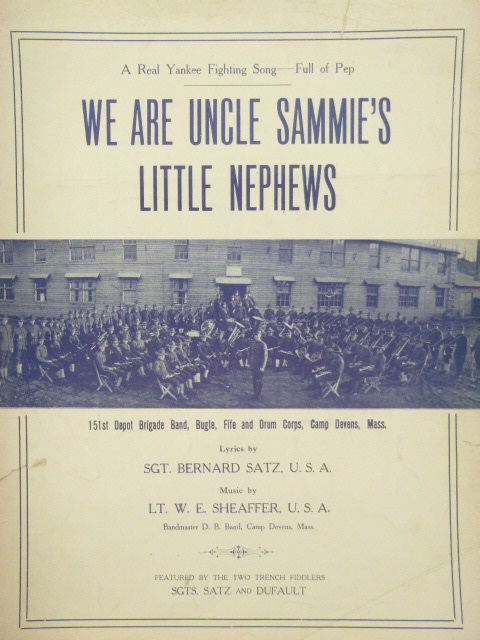 A Real Yankee Fighting Song—Full of Pep
WE ARE UNCLE SAMMIE'S
LITTLE NEPHEWS
151st Depot Brigade Band, Bugle, Fife and Drum Corps, Camp Devens, Mass.
Lyrics by
SGT. BERNARD SATZ, U. S. A.
Music by
LT. W. E. SHEAFFER, U. S. A.
Bandmaster D. B. Band, Camp Devens, Mass.
FEATURED BY THE TWO TRENCH FIDDLERS
SGTS. SATZ AND DUFAULT